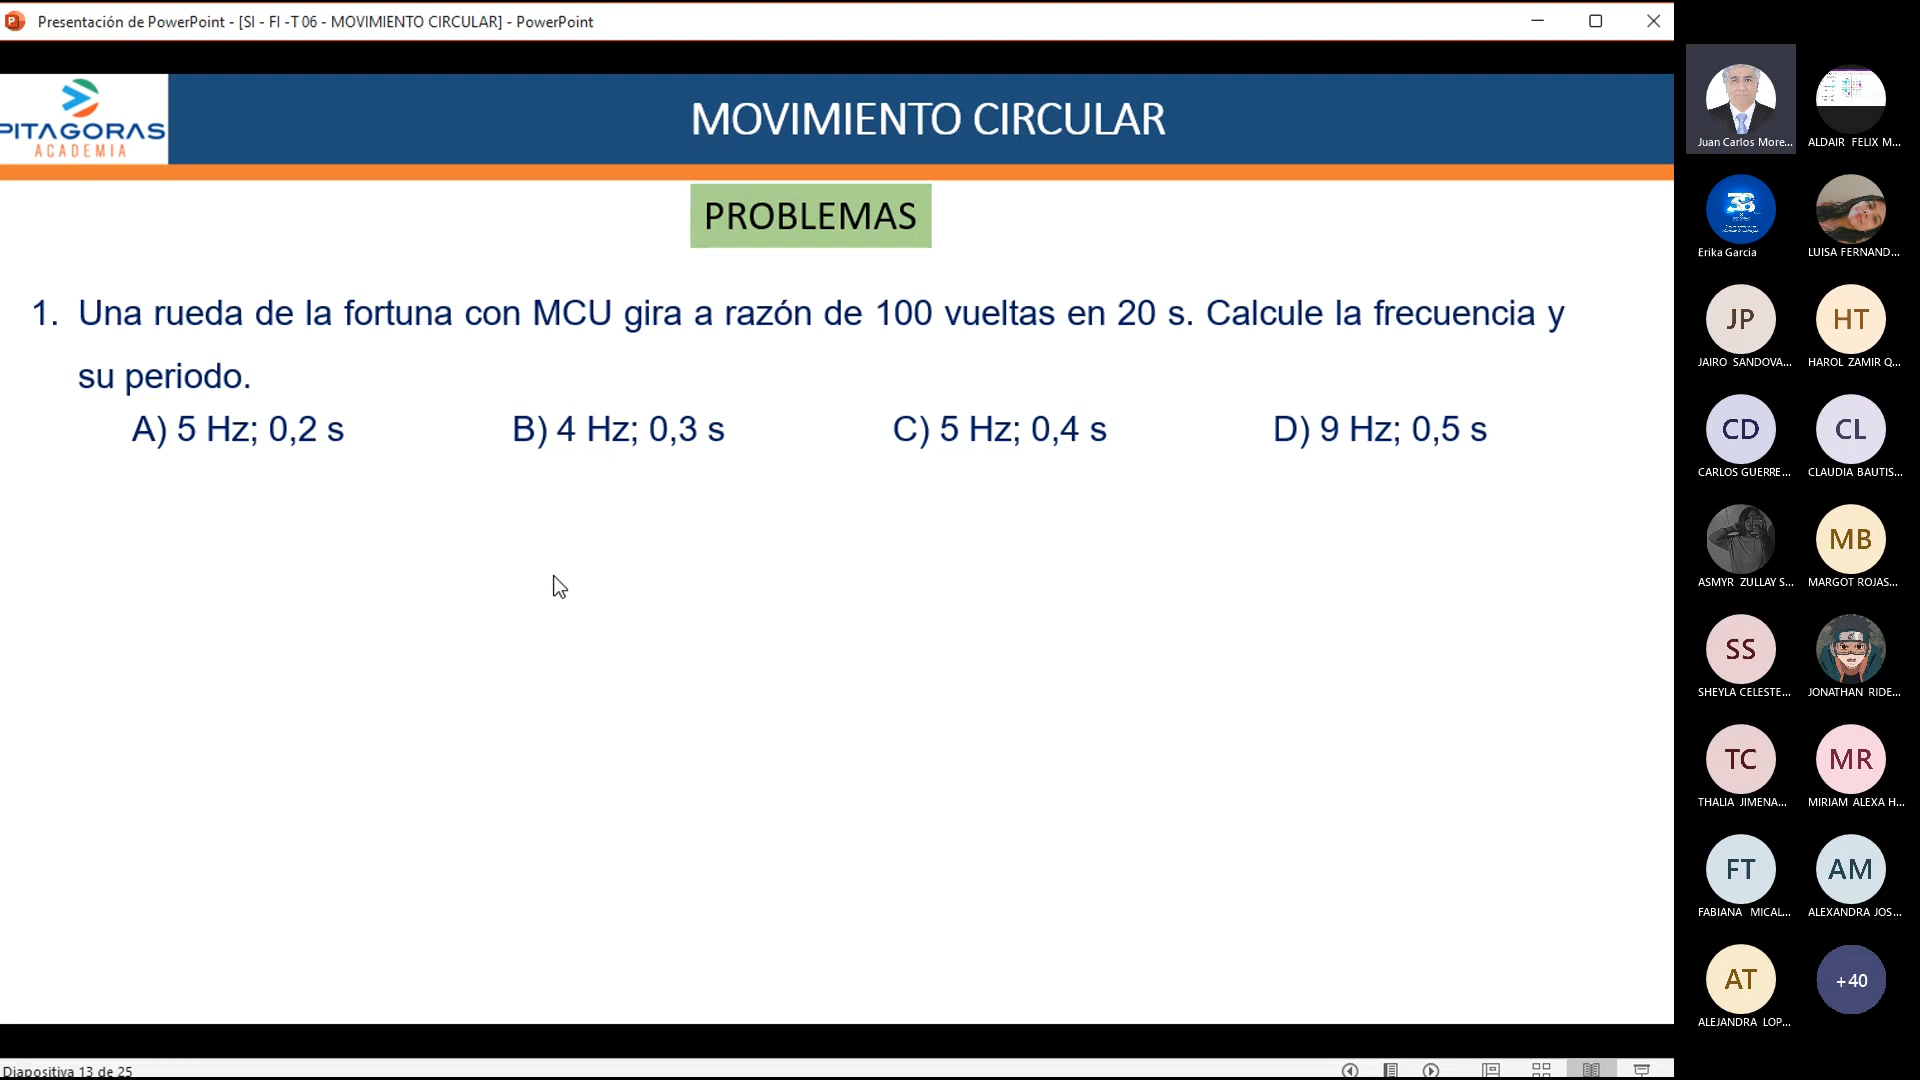 Presentación de PowerPoint - [SI - FI -T 06 - MOVIMIENTO CIRCULAR] - PowerPoint
PITAGORAS
ACADEMIA
MOVIMIENTO CIRCULAR
PROBLEMAS
1. Una rueda de la fortuna con MCU gira a razón de 100 vueltas en 20 s. Calcule la frecuencia y
su periodo.
A) 5 Hz; 0,2 s B) 4 Hz; 0,3 s C) 5 Hz; 0,4 s D) 9 Hz; 0,5 s
Diapositiva 13 de 25
Juan Carlos More... ALDAIR FELIX M...
38
Erika Garcia LUISA FERNAND...
JP HT
JAIRO SANDOVA... HAROL ZAMIR Q...
CD CL
CARLOS GUERRE... CLAUDIA BAUTIS...
MB
ASMYR ZULLAY S... MARGOT ROJAS...
SS
SHEYLA CELESTE... JONATHAN RIDE...
TC MR
THALIA JIMENA... MIRIAM ALEXA H...
FT AM
FABIANA MICAL... ALEXANDRA JOS...
AT +40
ALEJANDRA LOP...